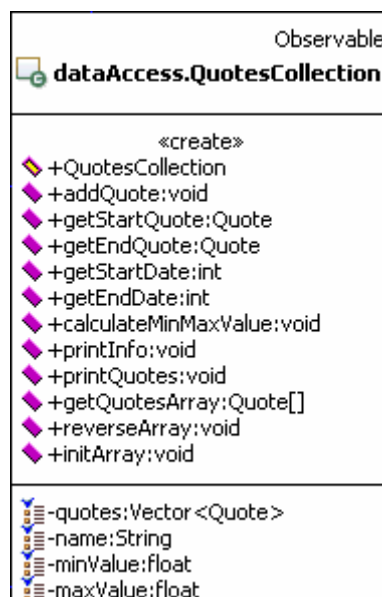 Observable
dataAccess.QuotesCollection
«create»
+QuotesCollection
+addQuote:void
+getStartQuote:Quote
+getEndQuote:Quote
+getStartDate:int
+getEndDate:int
+calculateMinMaxValue:void
+printInfo:void
+printQuotes:void
+getQuotesArray:Quote[]
+reverseArray:void
+initArray:void
-quotes:Vector<Quote>
-name:String
-minValue:float
-maxValue:float